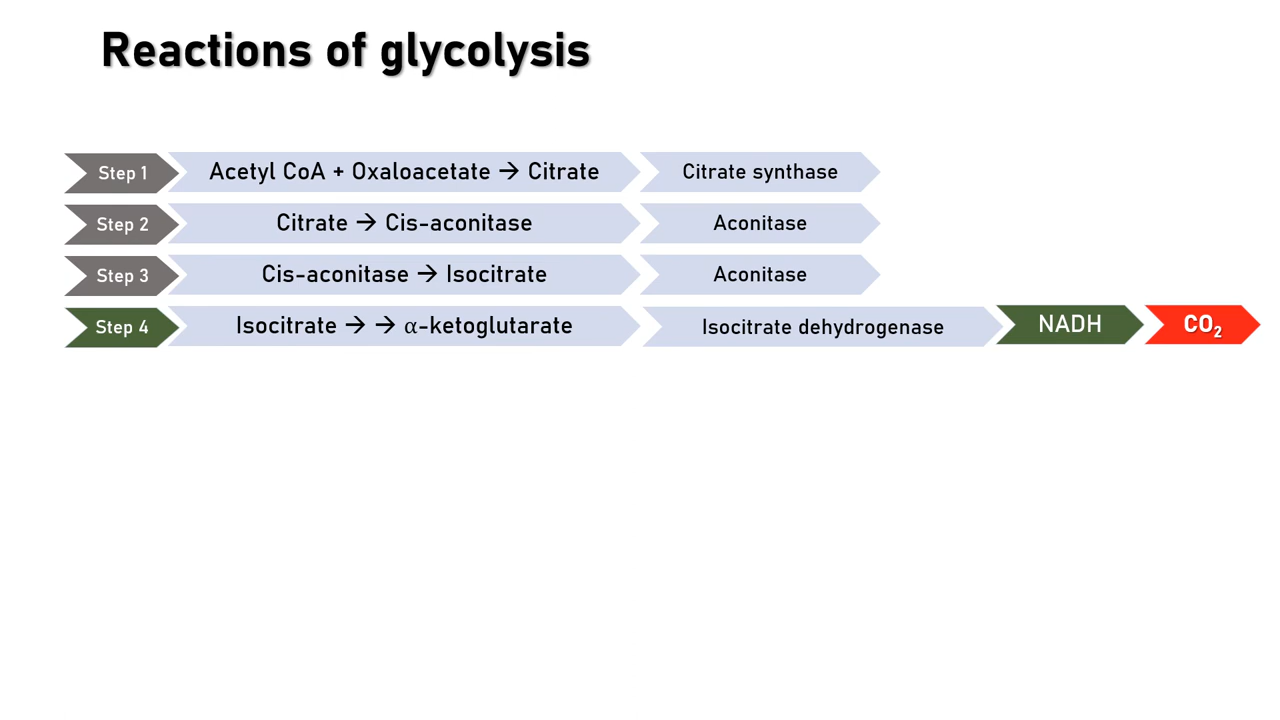 Reactions of glycolysis
Step 1 Acetyl CoA + Oxaloacetate → Citrate Citrate synthase
Step 2 Citrate → Cis-aconitase Aconitase
Step 3 Cis-aconitase → Isocitrate Aconitase
Step 4 Isocitrate → → α-ketoglutarate Isocitrate dehydrogenase NADH CO₂